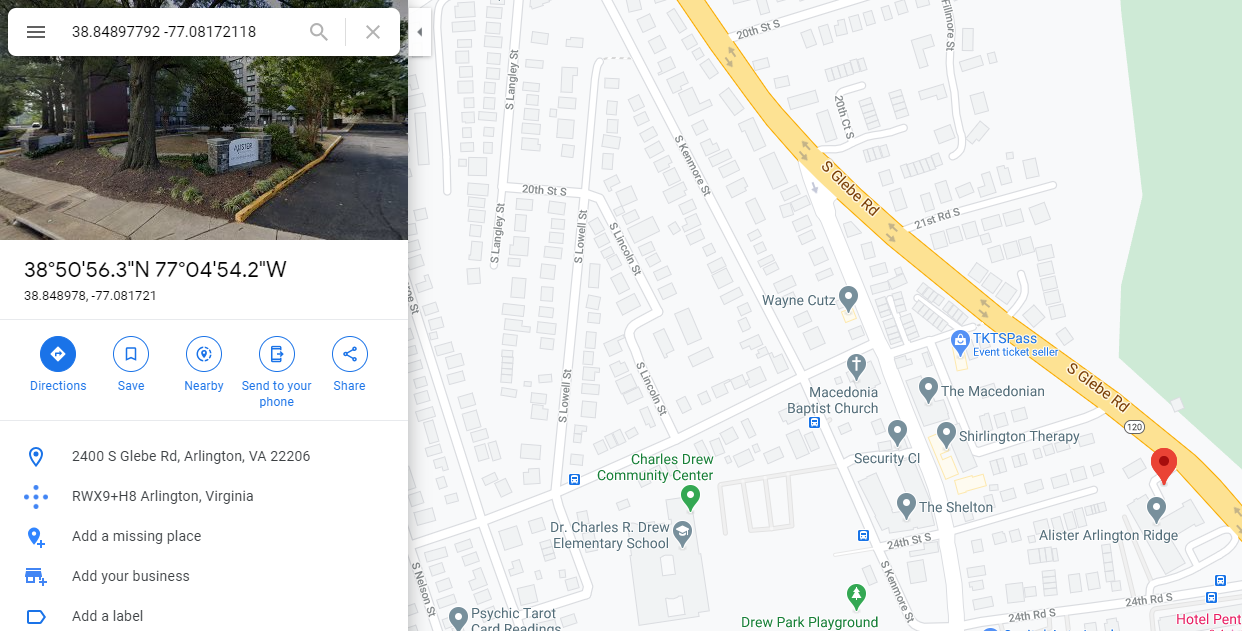 38.84897792 -77.08172118
38°50'56.3"N 77°04'54.2"W
38.848978, -77.081721
Directions
Save
Nearby
Send to your
phone
Share
2400 S Glebe Rd, Arlington, VA 22206
RWX9+H8 Arlington, Virginia
Add a missing place
Add your business
Add a label
20th St S
Fillmore St
S Langley St
20th Ct S
S Kenmore St
S Glebe Rd
20th St S
S Langley St
S Lowell St
S Lincoln St
21st Rd S
Wayne Cutz
TKTSPass
Event ticket seller
S Glebe Rd
Macedonia
Baptist Church
The Macedonian
S Lowell St
S Lincoln St
120
Shirlington Therapy
Security CI
Charles Drew
Community Center
The Shelton
Dr. Charles R. Drew
Elementary School
24th St S
Alister Arlington Ridge
S Nelson St
S Kenmore St
24th Rd S
24th Rd S
Psychic Tarot
Card Readings
Drew Park Playground
Hotel Pent